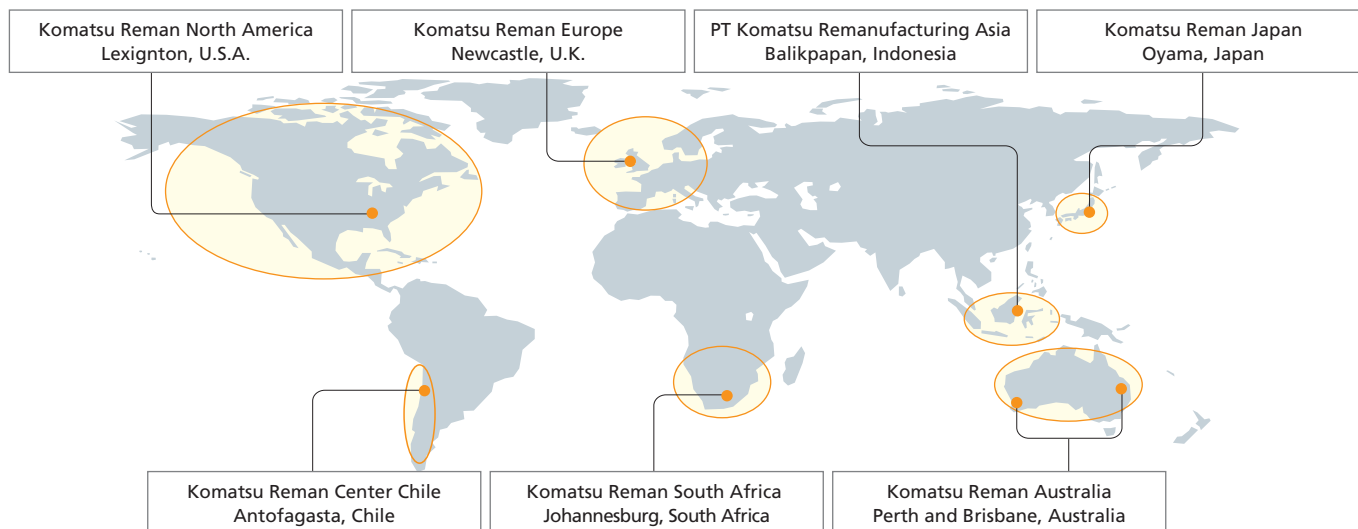 Komatsu Reman North America
Lexignton, U.S.A.
Komatsu Reman Europe
Newcastle, U.K.
PT Komatsu Remanufacturing Asia
Balikpapan, Indonesia
Komatsu Reman Japan
Oyama, Japan
Komatsu Reman Center Chile
Antofagasta, Chile
Komatsu Reman South Africa
Johannesburg, South Africa
Komatsu Reman Australia
Perth and Brisbane, Australia